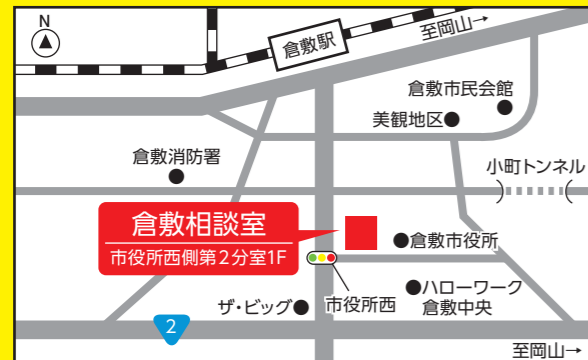 N
倉敷駅
至岡山→
倉敷市民会館
美観地区
倉敷消防署
小町トンネル
倉敷相談室
市役所西側第2分室1F
倉敷市役所
ザ・ビッグ
市役所西
ハローワーク
倉敷中央
2
至岡山→